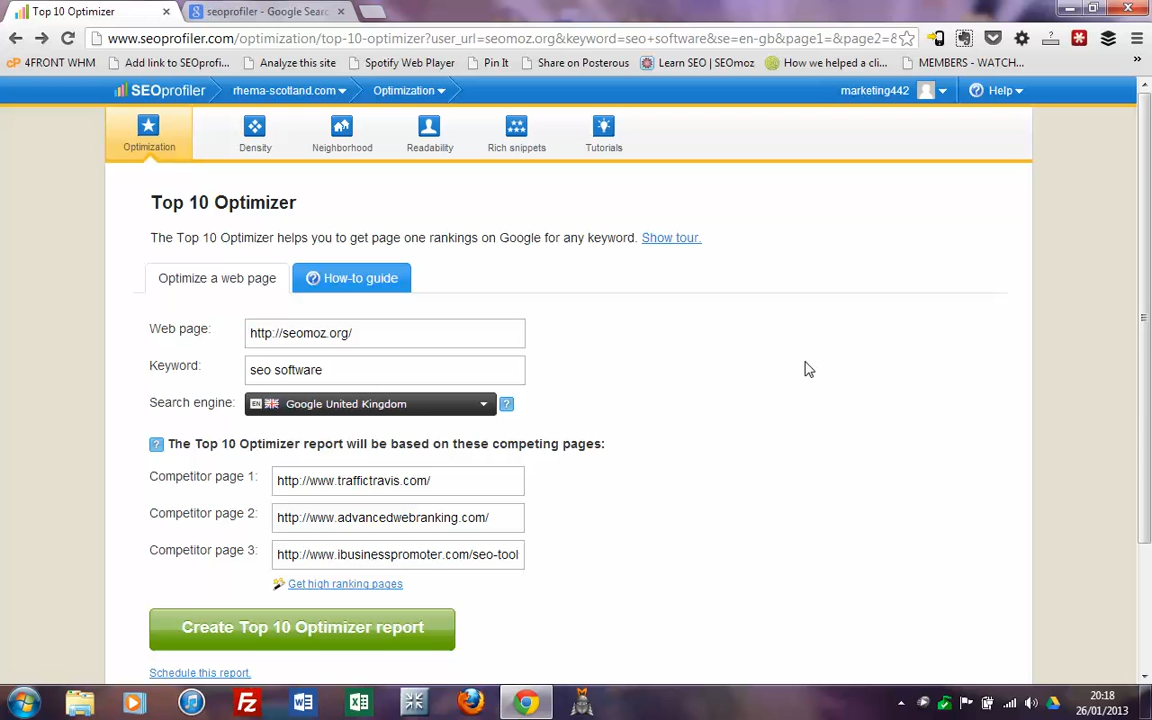 Top 10 Optimizer
seoprofiler - Google Searc
www.seoprofiler.com/optimization/top-10-optimizer?user_url=seomoz.org&keyword=seo+software&se=en-gb&page1=&page2=8
4FRONT WHM
Add link to SEOprofi...
Analyze this site
Spotify Web Player
Pin It
Share on Posterous
Learn SEO | SEOmoz
How we helped a cli...
MEMBERS - WATCH...
»
SEOprofiler
rhema-scotland.com
Optimization
marketing442
Help
Optimization
Density
Neighborhood
Readability
Rich snippets
Tutorials
Top 10 Optimizer
The Top 10 Optimizer helps you to get page one rankings on Google for any keyword. Show tour.
Optimize a web page
? How-to guide
Web page: http://seomoz.org/
Keyword: seo software
Search engine: EN Google United Kingdom ?
? The Top 10 Optimizer report will be based on these competing pages:
Competitor page 1: http://www.traffictravis.com/
Competitor page 2: http://www.advancedwebranking.com/
Competitor page 3: http://www.ibusinesspromoter.com/seo-tool
Get high ranking pages
Create Top 10 Optimizer report
Schedule this report.
20:18
26/01/2013